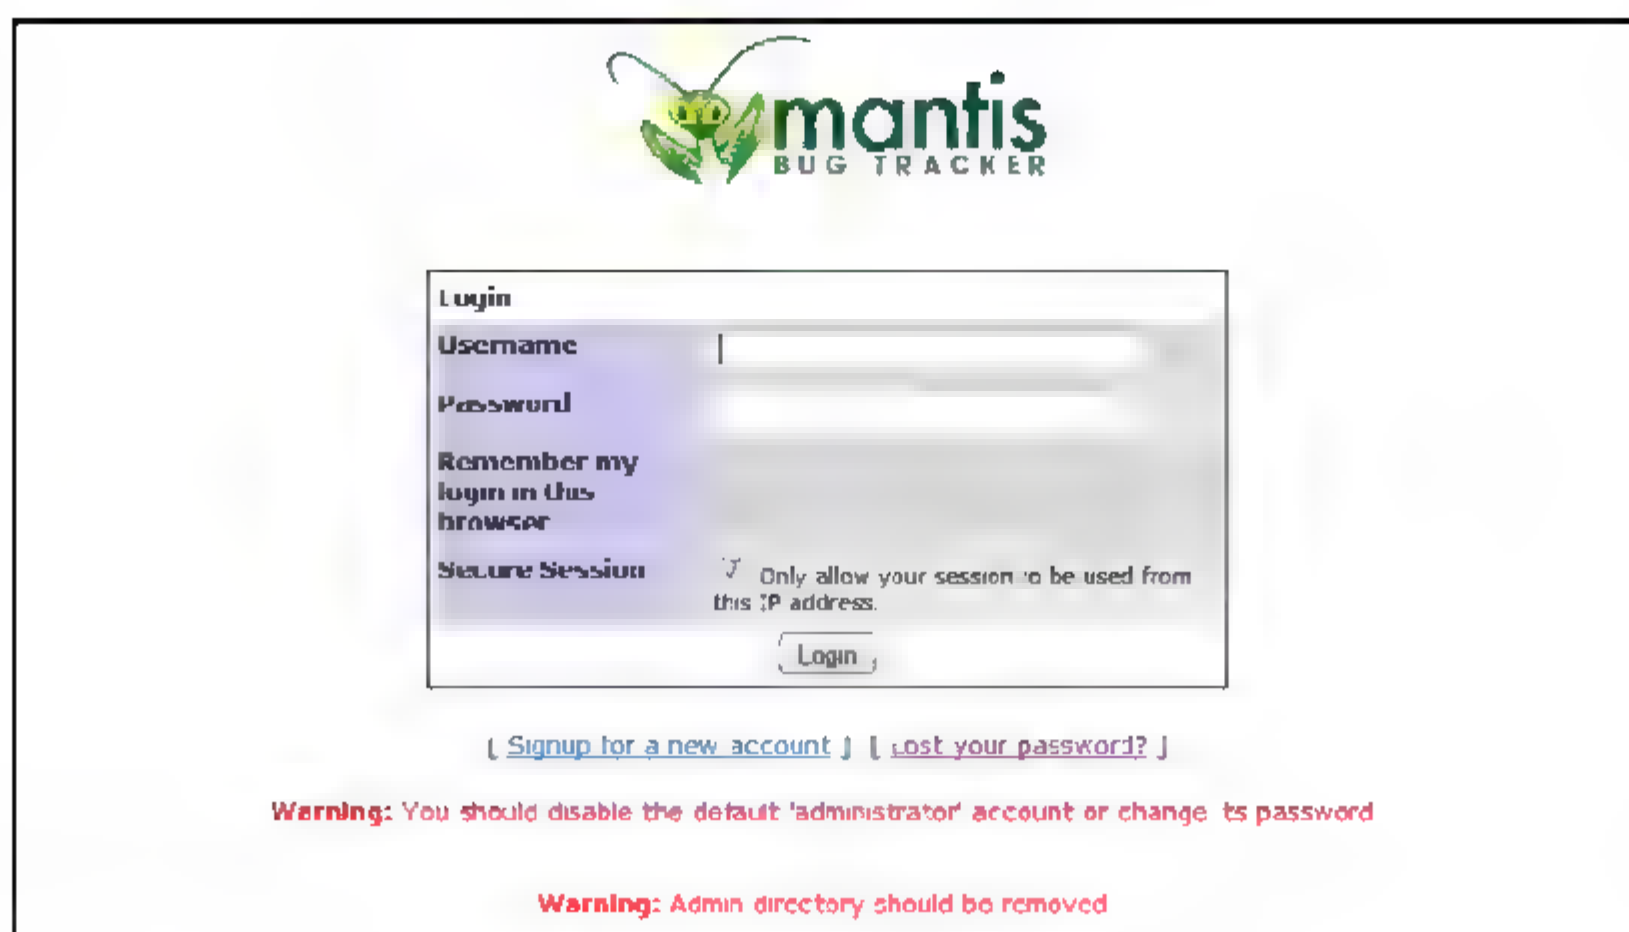 mantis
BUG TRACKER
Login
Username
Password
Remember my
login in this
browser
Secure Session
Only allow your session to be used from
this IP address.
Login
[ Signup for a new account ] [ Lost your password? ]
Warning: You should disable the default 'administrator' account or change its password
Warning: Admin directory should be removed